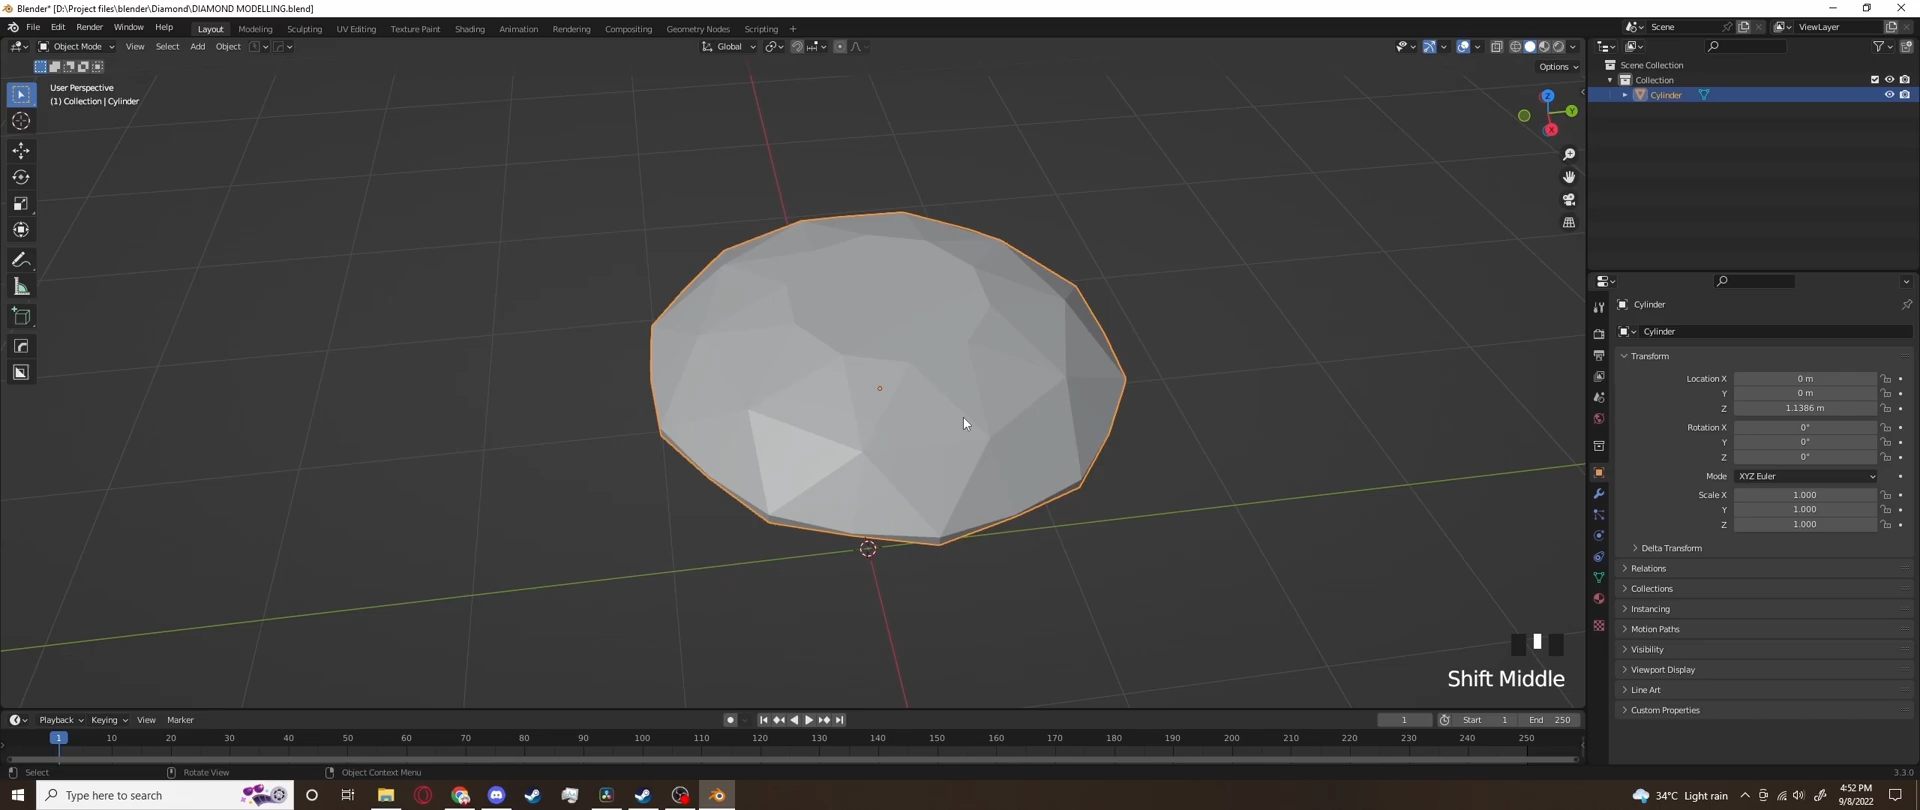 Blender* [D:\Project files\blender\Diamond\DIAMOND MODELLING.blend]
File Edit Render Window Help
Layout Modeling Sculpting UV Editing Texture Paint Shading Animation Rendering Compositing Geometry Nodes Scripting +
Scene
ViewLayer
Object Mode View Select Add Object
Global
Options
User Perspective
(1) Collection | Cylinder
Z
Y
X
Scene Collection
Collection
Cylinder
Cylinder
Cylinder
Transform
Location X 0 m
Y 0 m
Z 1.1386 m
Rotation X 0°
Y 0°
Z 0°
Mode XYZ Euler
Scale X 1.000
Y 1.000
Z 1.000
Delta Transform
Relations
Collections
Instancing
Motion Paths
Visibility
Viewport Display
Line Art
Custom Properties
Shift Middle
Playback Keying View Marker
1 Start 1 End 250
1 10 20 30 40 50 60 70 80 90 100 110 120 130 140 150 160 170 180 190 200 210 220 230 240 250
Select Rotate View Object Context Menu
3.3.0
Type here to search
34°C Light rain
4:52 PM
9/8/2022